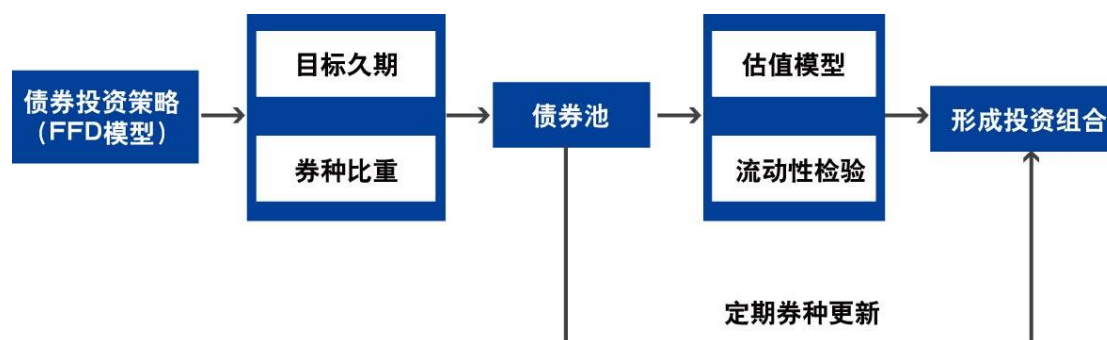 债券投资策略
（FFD模型）
目标久期
券种比重
债券池
估值模型
流动性检验
形成投资组合
定期券种更新